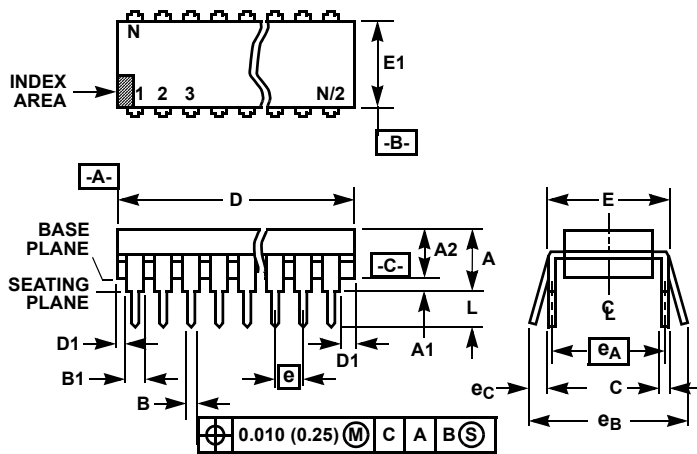 N
E1
INDEX
AREA
1 2 3 N/2
-B-
-A-
D
E
BASE
PLANE
A2
A
-C-
SEATING
PLANE
L
C L
D1
A1
D1
e
eA
B1
eC
C
B
eB
0.010 (0.25) M C A B S